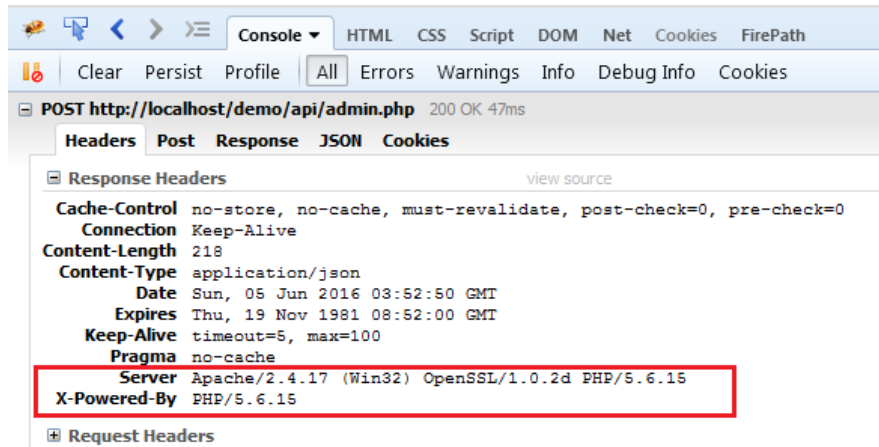 Console HTML CSS Script DOM Net Cookies FirePath
Clear Persist Profile All Errors Warnings Info Debug Info Cookies
POST http://localhost/demo/api/admin.php 200 OK 47ms
Headers Post Response JSON Cookies
Response Headers view source
Cache-Control no-store, no-cache, must-revalidate, post-check=0, pre-check=0
Connection Keep-Alive
Content-Length 218
Content-Type application/json
Date Sun, 05 Jun 2016 03:52:50 GMT
Expires Thu, 19 Nov 1981 08:52:00 GMT
Keep-Alive timeout=5, max=100
Pragma no-cache
Server Apache/2.4.17 (Win32) OpenSSL/1.0.2d PHP/5.6.15
X-Powered-By PHP/5.6.15
Request Headers